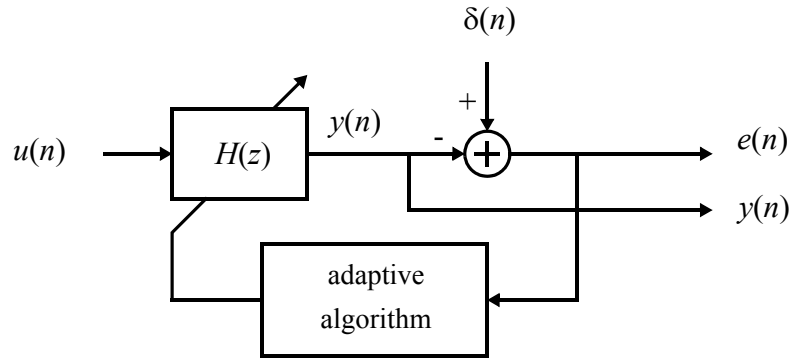 δ(n)
+
u(n)
H(z)
y(n)
-
+
e(n)
y(n)
adaptive
algorithm